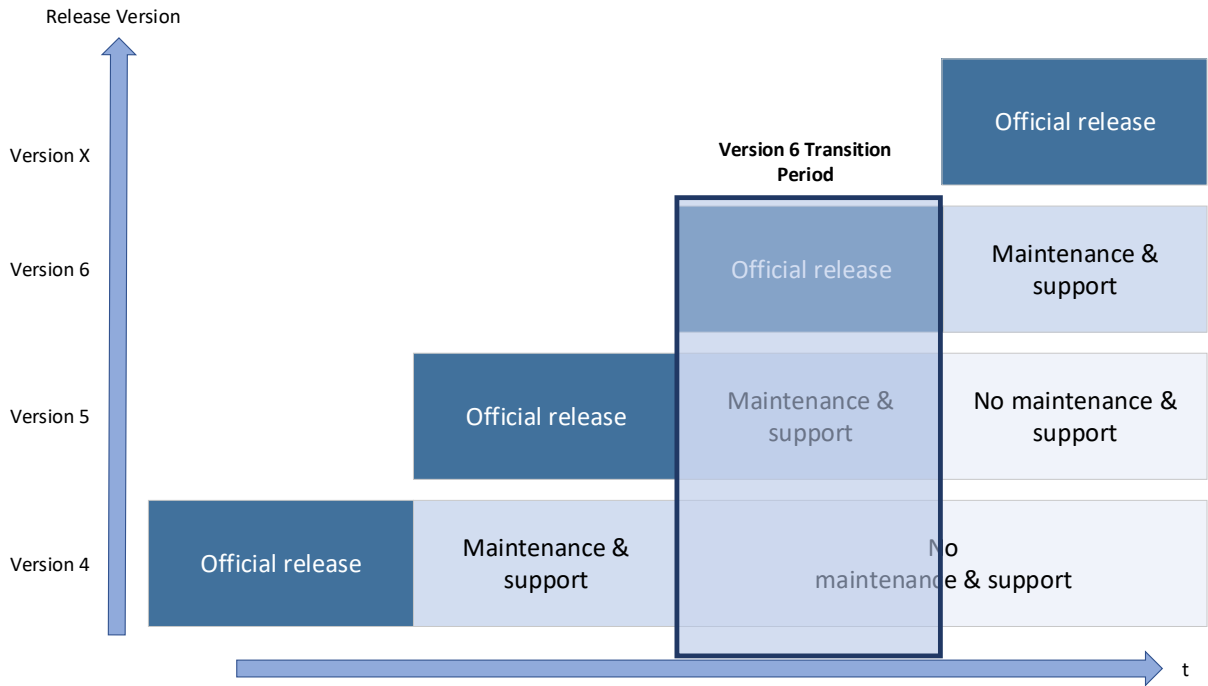 Release Version
Official release
Version X
Version 6 Transition
Period
Version 6
Official release
Maintenance &
support
Version 5
Official release
Maintenance &
support
No maintenance &
support
Version 4
Official release
Maintenance &
support
No
maintenance & support
t